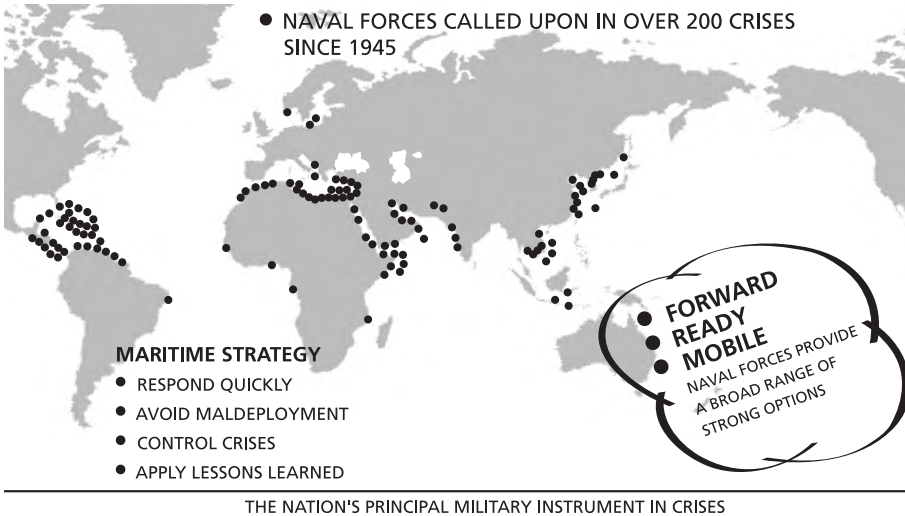 • NAVAL FORCES CALLED UPON IN OVER 200 CRISES
SINCE 1945
MARITIME STRATEGY
• RESPOND QUICKLY
• AVOID MALDEPLOYMENT
• CONTROL CRISES
• APPLY LESSONS LEARNED
• FORWARD
• READY
• MOBILE
NAVAL FORCES PROVIDE
A BROAD RANGE OF
STRONG OPTIONS
THE NATION'S PRINCIPAL MILITARY INSTRUMENT IN CRISES